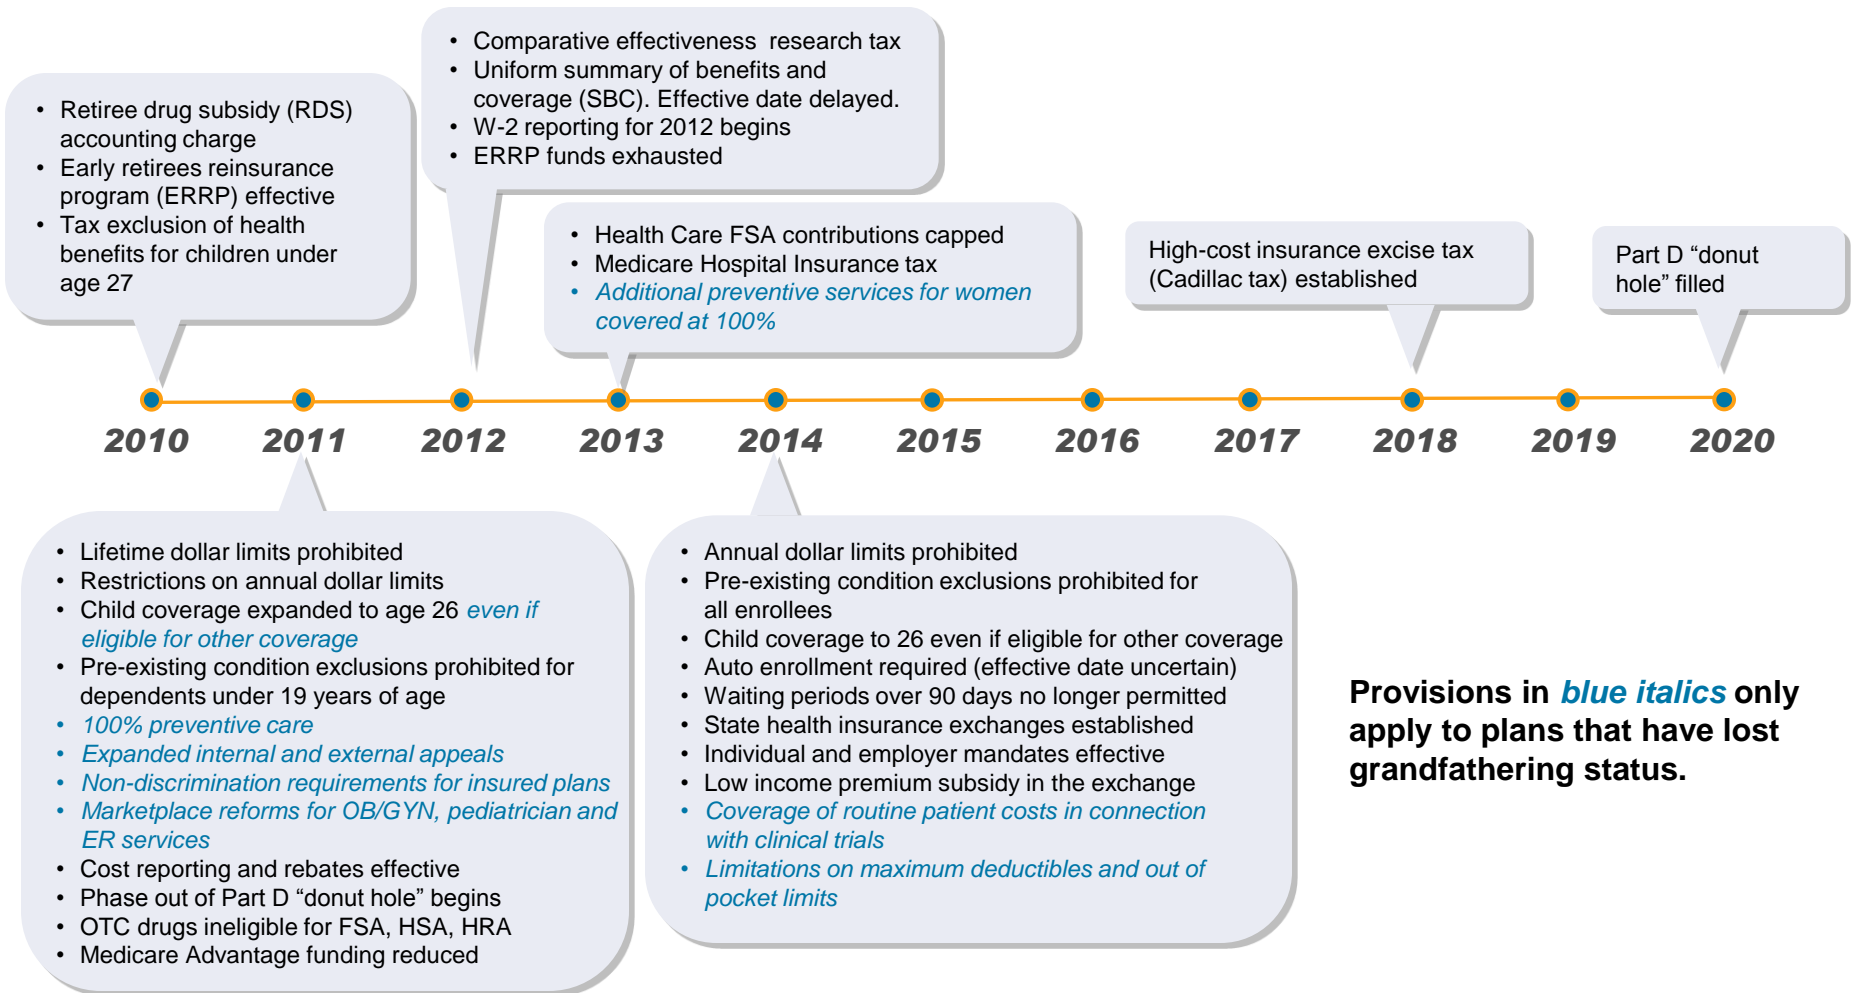 • Retiree drug subsidy (RDS)
accounting charge
• Early retirees reinsurance
program (ERRP) effective
• Tax exclusion of health
benefits for children under
age 27
• Comparative effectiveness research tax
• Uniform summary of benefits and
coverage (SBC). Effective date delayed.
• W-2 reporting for 2012 begins
• ERRP funds exhausted
• Health Care FSA contributions capped
• Medicare Hospital Insurance tax
• Additional preventive services for women
covered at 100%
High-cost insurance excise tax
(Cadillac tax) established
Part D “donut
hole” filled
2010 2011 2012 2013 2014 2015 2016 2017 2018 2019 2020
• Lifetime dollar limits prohibited
• Restrictions on annual dollar limits
• Child coverage expanded to age 26 even if
eligible for other coverage
• Pre-existing condition exclusions prohibited for
dependents under 19 years of age
• 100% preventive care
• Expanded internal and external appeals
• Non-discrimination requirements for insured plans
• Marketplace reforms for OB/GYN, pediatrician and
ER services
• Cost reporting and rebates effective
• Phase out of Part D “donut hole” begins
• OTC drugs ineligible for FSA, HSA, HRA
• Medicare Advantage funding reduced
• Annual dollar limits prohibited
• Pre-existing condition exclusions prohibited for
all enrollees
• Child coverage to 26 even if eligible for other coverage
• Auto enrollment required (effective date uncertain)
• Waiting periods over 90 days no longer permitted
• State health insurance exchanges established
• Individual and employer mandates effective
• Low income premium subsidy in the exchange
• Coverage of routine patient costs in connection
with clinical trials
• Limitations on maximum deductibles and out of
pocket limits
Provisions in blue italics only
apply to plans that have lost
grandfathering status.